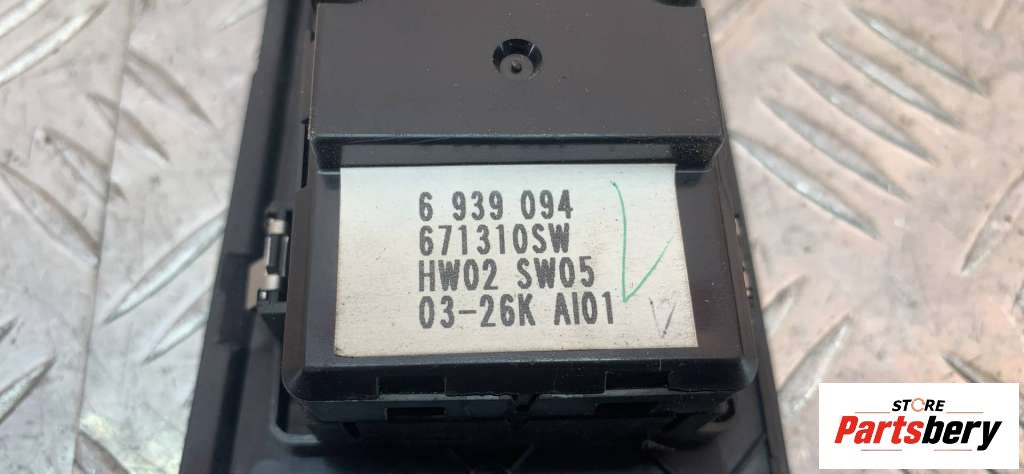 6 939 094
671310SW
HW02 SW05
03-26K AI01
STORE
Partsbery